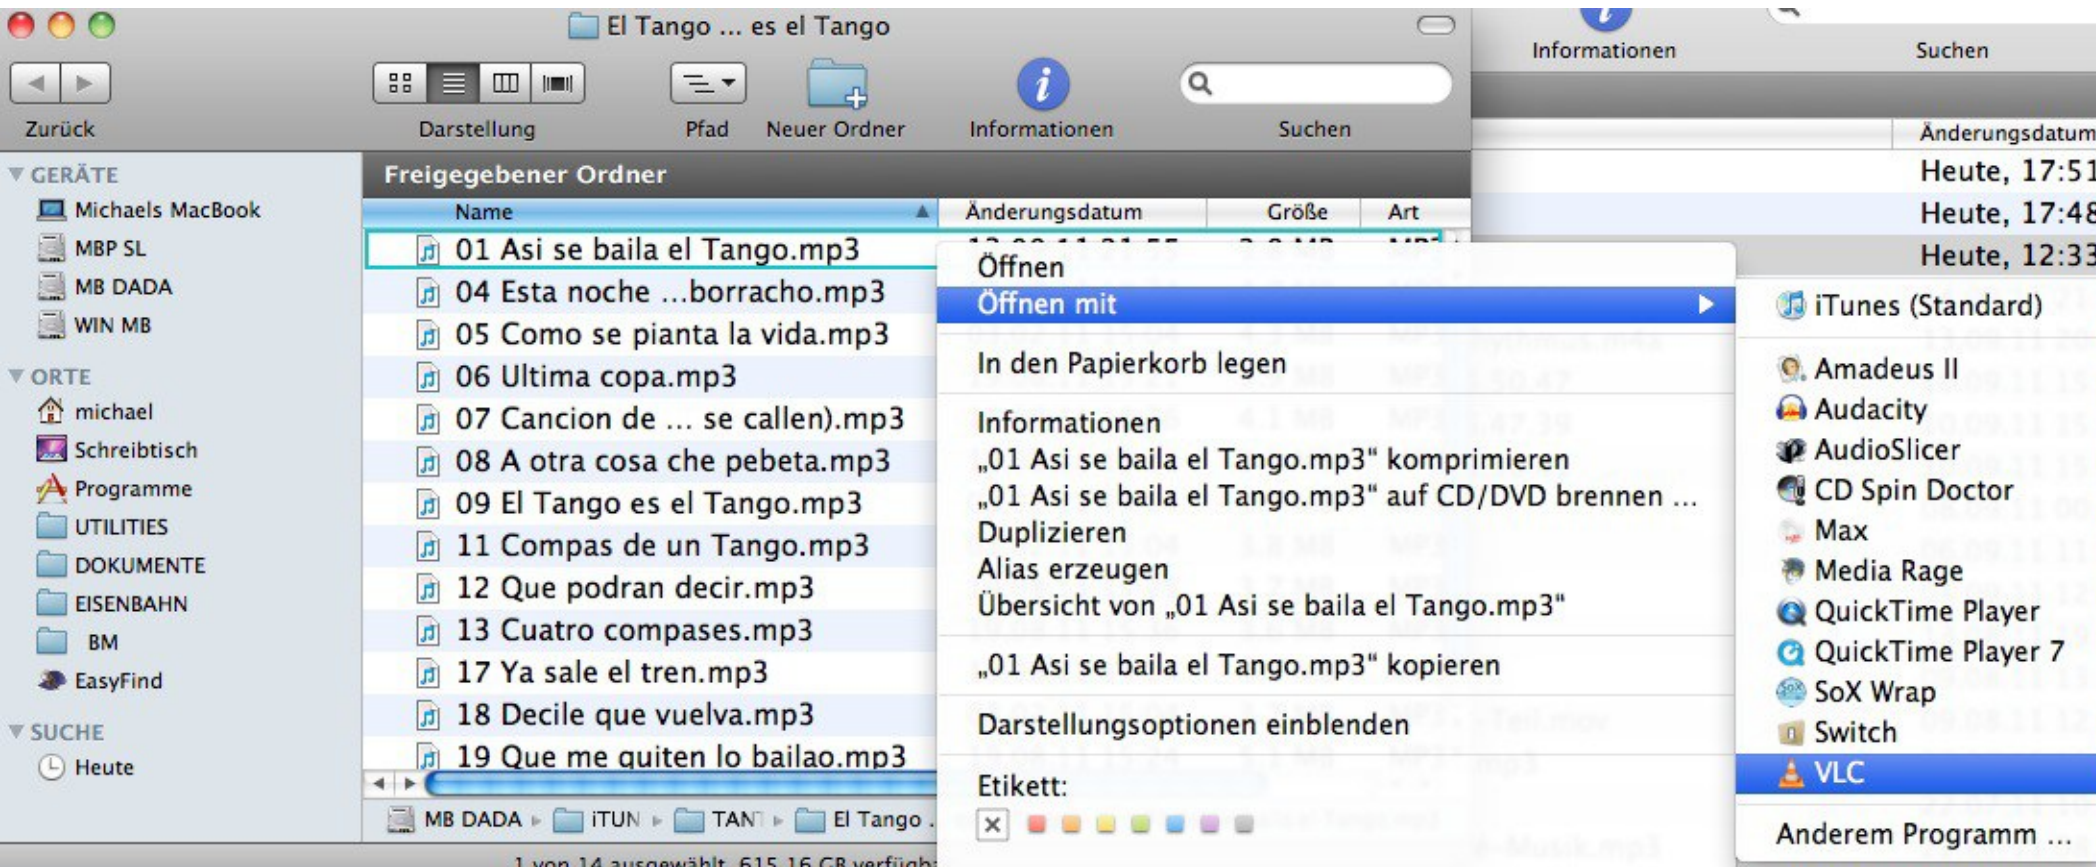 El Tango ... es el Tango
Zurück
Darstellung
Pfad
Neuer Ordner
Informationen
Suchen
Informationen
Suchen
GERÄTE
Michaels MacBook
MBP SL
MB DADA
WIN MB
ORTE
michael
Schreibtisch
Programme
UTILITIES
DOKUMENTE
EISENBAHN
BM
EasyFind
SUCHE
Heute
Freigegebener Ordner
Name
Änderungsdatum
Größe
Art
01 Asi se baila el Tango.mp3
04 Esta noche ...borracho.mp3
05 Como se pianta la vida.mp3
06 Ultima copa.mp3
07 Cancion de ... se callen).mp3
08 A otra cosa che pebeta.mp3
09 El Tango es el Tango.mp3
11 Compas de un Tango.mp3
12 Que podran decir.mp3
13 Cuatro compases.mp3
17 Ya sale el tren.mp3
18 Decile que vuelva.mp3
19 Que me quiten lo bailao.mp3
MB DADA
iTUN
TANT
El Tango .
1 von 14 ausgewählt, 615,16 GB verfügba
Öffnen
Öffnen mit
In den Papierkorb legen
Informationen
„01 Asi se baila el Tango.mp3“ komprimieren
„01 Asi se baila el Tango.mp3“ auf CD/DVD brennen ...
Duplizieren
Alias erzeugen
Übersicht von „01 Asi se baila el Tango.mp3“
„01 Asi se baila el Tango.mp3“ kopieren
Darstellungsoptionen einblenden
Etikett:
Änderungsdatum
Heute, 17:51
Heute, 17:48
Heute, 12:33
iTunes (Standard)
Amadeus II
Audacity
AudioSlicer
CD Spin Doctor
Max
Media Rage
QuickTime Player
QuickTime Player 7
SoX Wrap
Switch
VLC
Anderem Programm ...